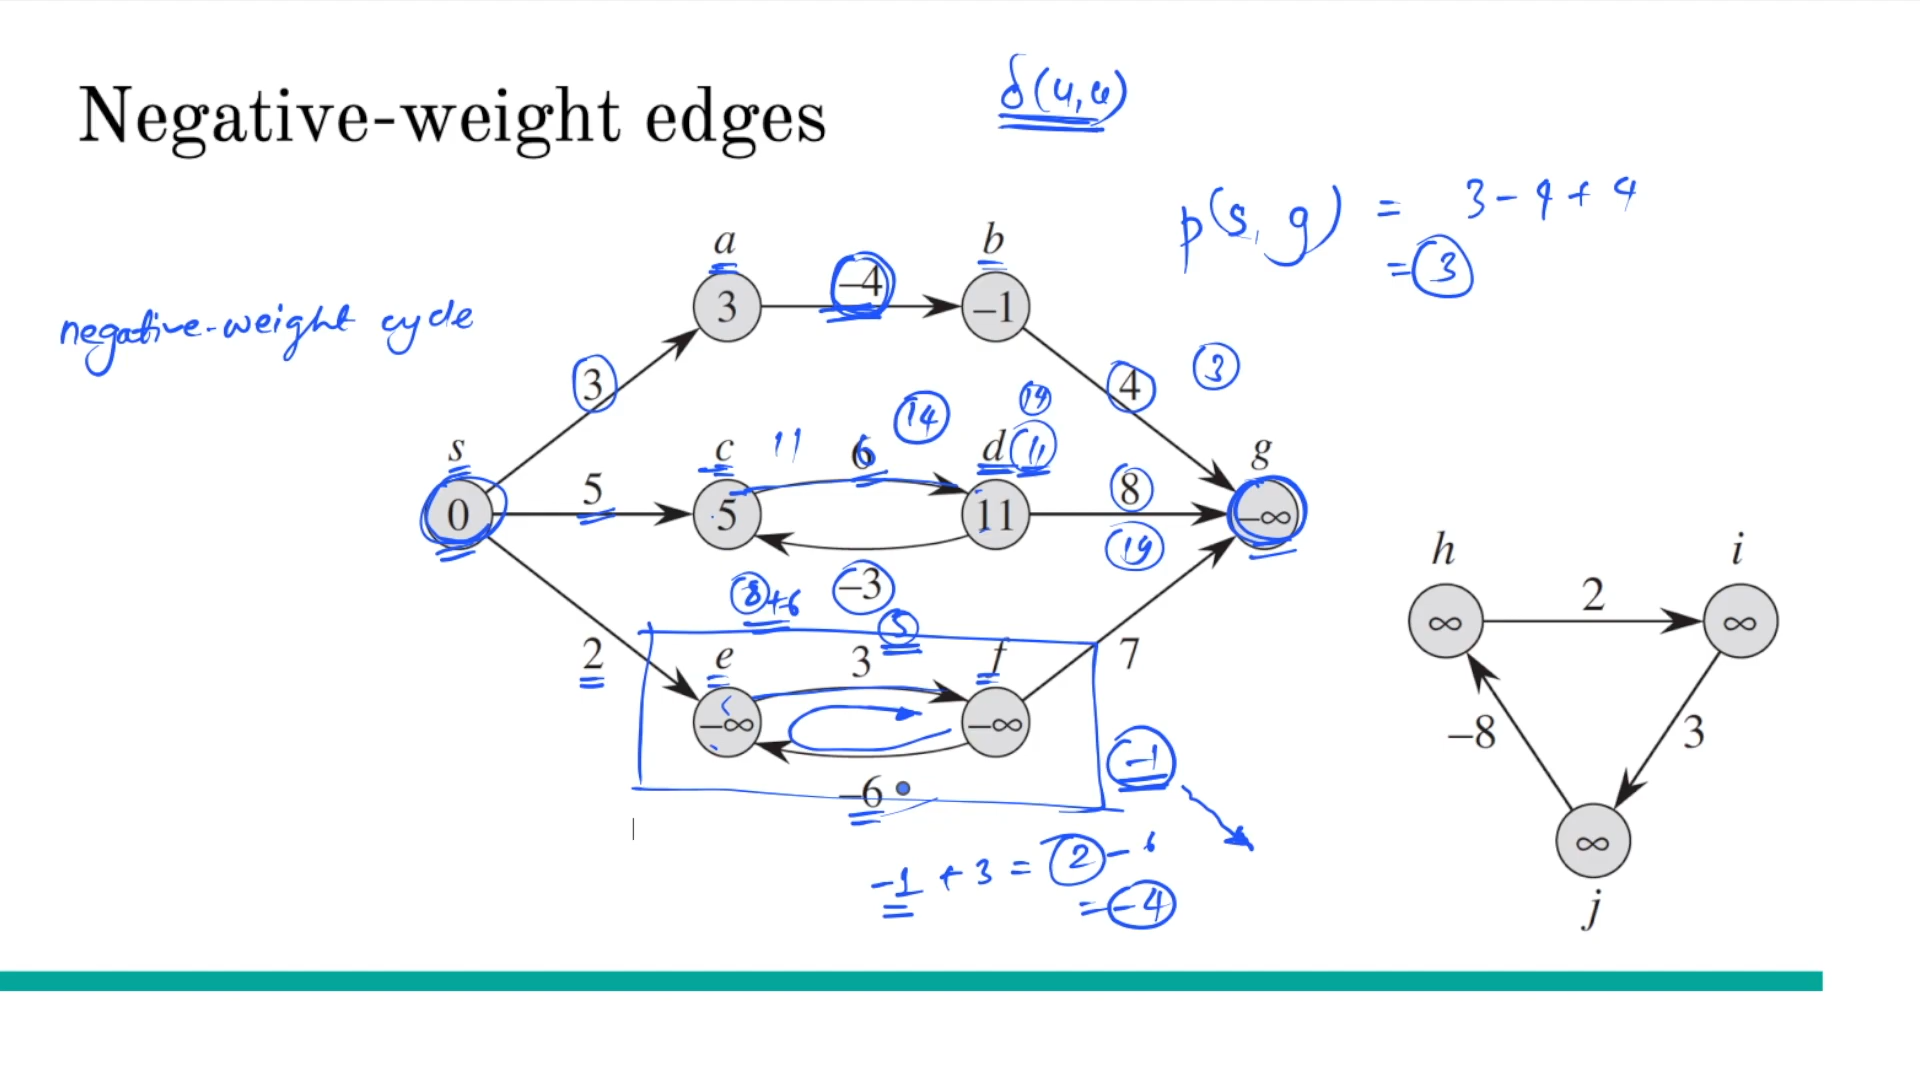 Negative-weight edges
δ(u,v)
p(s, g) = 3 - 4 + 4
= 3
negative-weight cycle
a
−4
b
3
−1
3
4
3
14
14
s
c
11
6
d
11
g
0
5
5
11
8
−∞
19
8+6
−3
5
h
2
i
∞
∞
2
e
3
f
7
−∞
−∞
−1
−8
3
−6
-1 + 3 = 2 - 6
= -4
∞
j